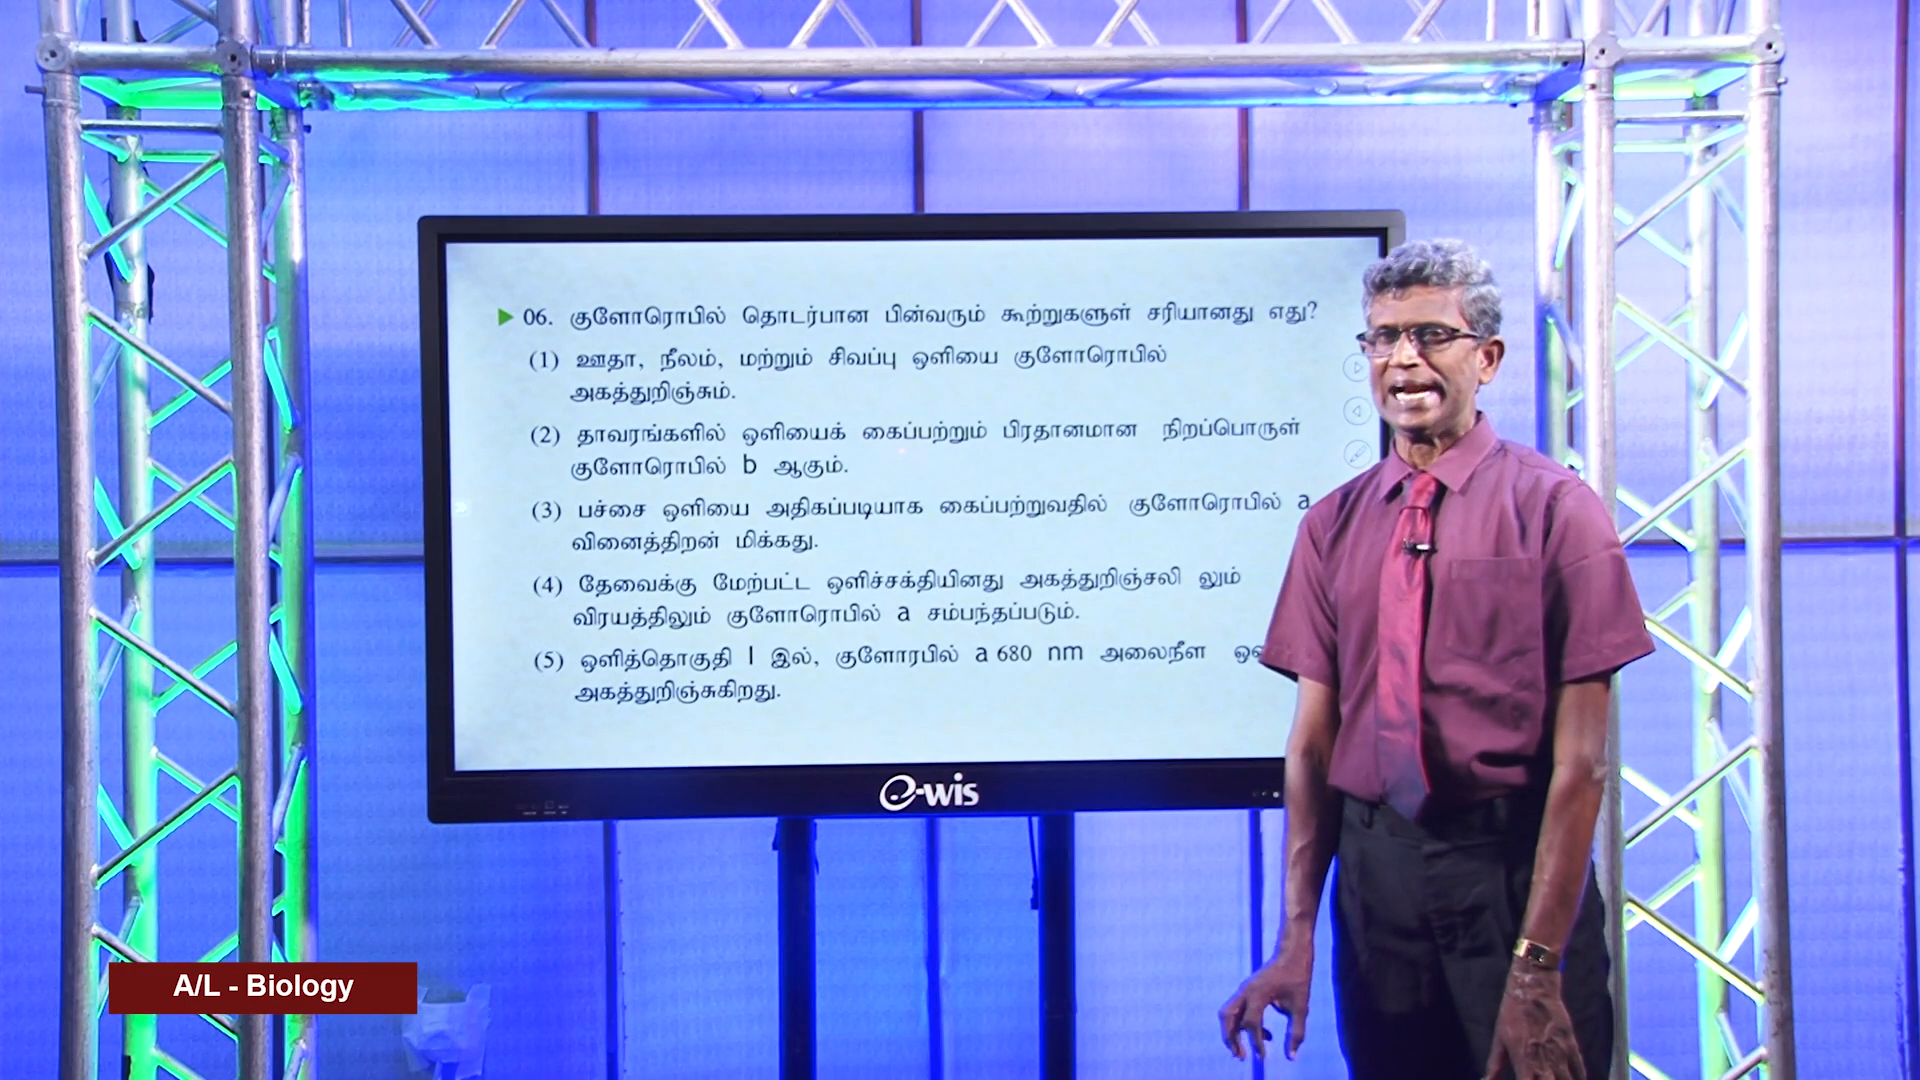 06. குளோரொபில் தொடர்பான பின்வரும் கூற்றுகளுள் சரியானது எது?
(1) ஊதா, நீலம், மற்றும் சிவப்பு ஒளியை குளோரொபில்
அகத்துறிஞ்சும்.
(2) தாவரங்களில் ஒளியைக் கைப்பற்றும் பிரதானமான நிறப்பொருள்
குளோரொபில் b ஆகும்.
(3) பச்சை ஒளியை அதிகப்படியாக கைப்பற்றுவதில் குளோரொபில் a
வினைத்திறன் மிக்கது.
(4) தேவைக்கு மேற்பட்ட ஒளிச்சக்தியினது அகத்துறிஞ்சலி லும்
விரயத்திலும் குளோரொபில் a சம்பந்தப்படும்.
(5) ஒளித்தொகுதி I இல், குளோரபில் a 680 nm அலைநீள
அகத்துறிஞ்சுகிறது.
e-wis
A/L - Biology